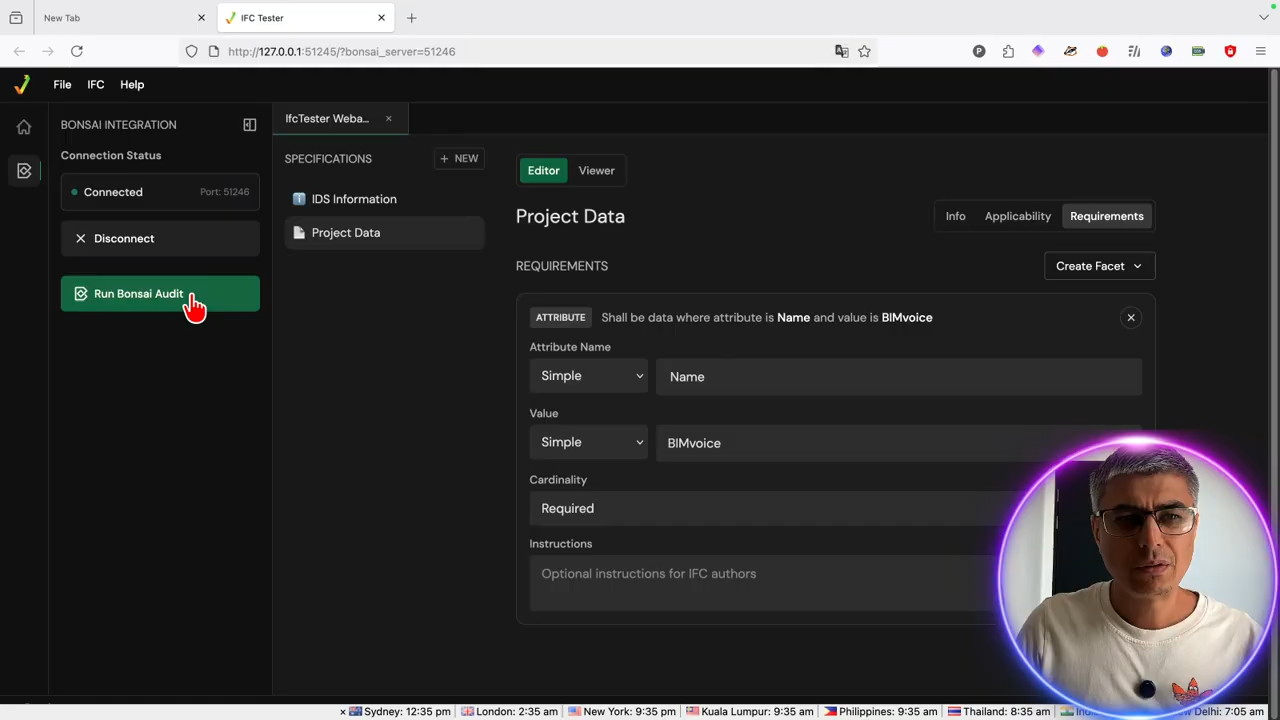 New Tab
IFC Tester
http://127.0.0.1:51245/?bonsai_server=51246
File IFC Help
BONSAI INTEGRATION
Connection Status
Connected Port: 51246
Disconnect
Run Bonsai Audit
IfcTester Weba...
SPECIFICATIONS
+ NEW
IDS Information
Project Data
Editor Viewer
Project Data
Info Applicability Requirements
REQUIREMENTS
Create Facet
ATTRIBUTE Shall be data where attribute is Name and value is BIMvoice
Attribute Name
Simple Name
Value
Simple BIMvoice
Cardinality
Required
Instructions
Optional instructions for IFC authors
Sydney: 12:35 pm London: 2:35 am New York: 9:35 pm Kuala Lumpur: 9:35 am Philippines: 9:35 am Thailand: 8:35 am Delhi: 7:05 am